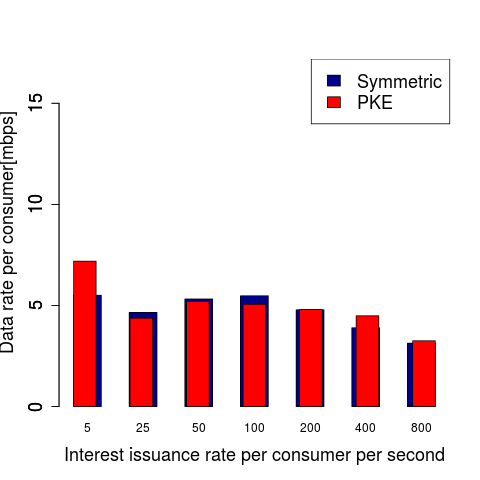 Symmetric
PKE
Data rate per consumer[mbps]
15
10
5
0
5 25 50 100 200 400 800
Interest issuance rate per consumer per second